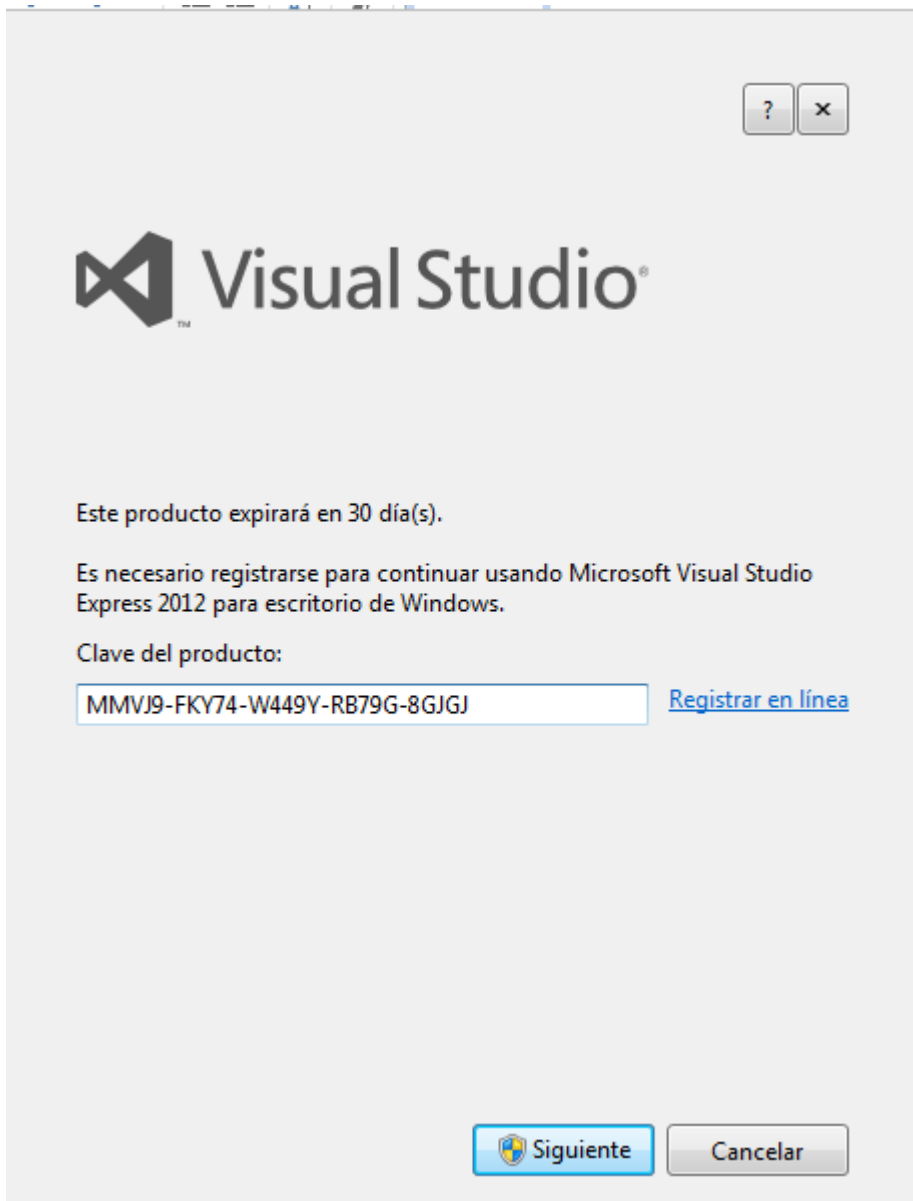 ?
Visual Studio®
™
Este producto expirará en 30 día(s).
Es necesario registrarse para continuar usando Microsoft Visual Studio
Express 2012 para escritorio de Windows.
Clave del producto:
MMVJ9-FKY74-W449Y-RB79G-8GJGJ Registrar en línea
Siguiente Cancelar